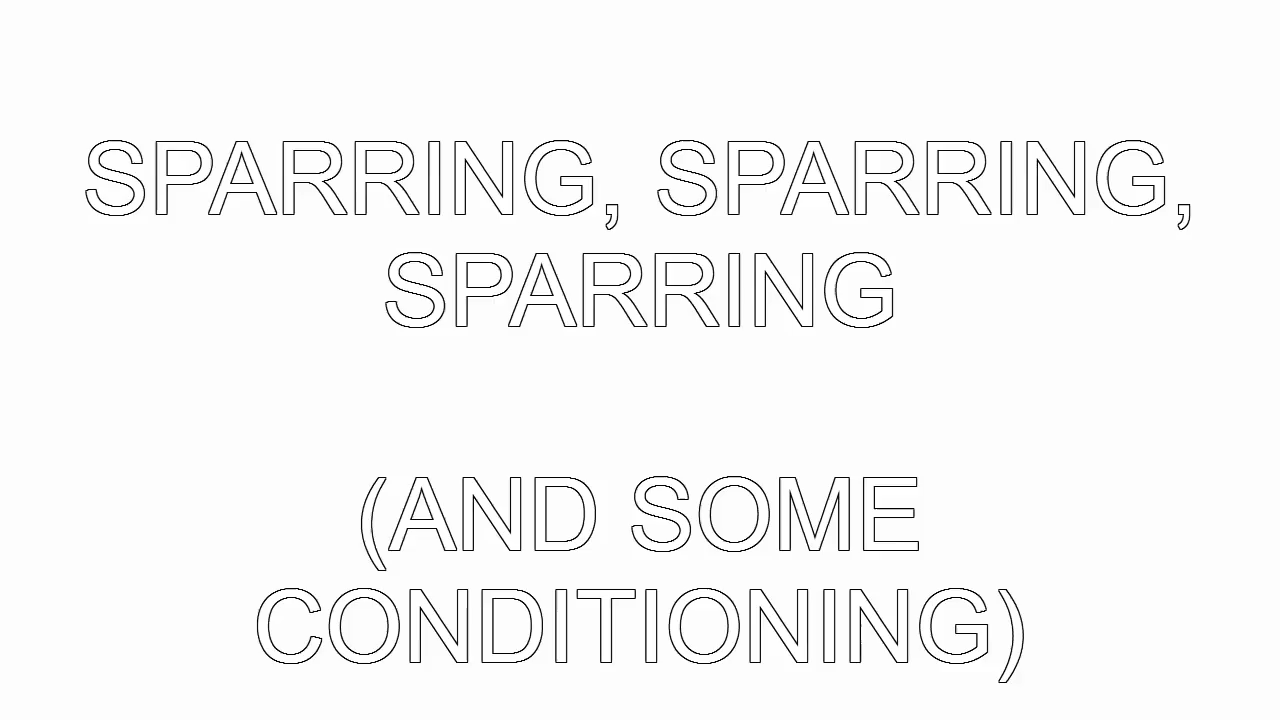 SPARRING, SPARRING,
SPARRING
(AND SOME
CONDITIONING)